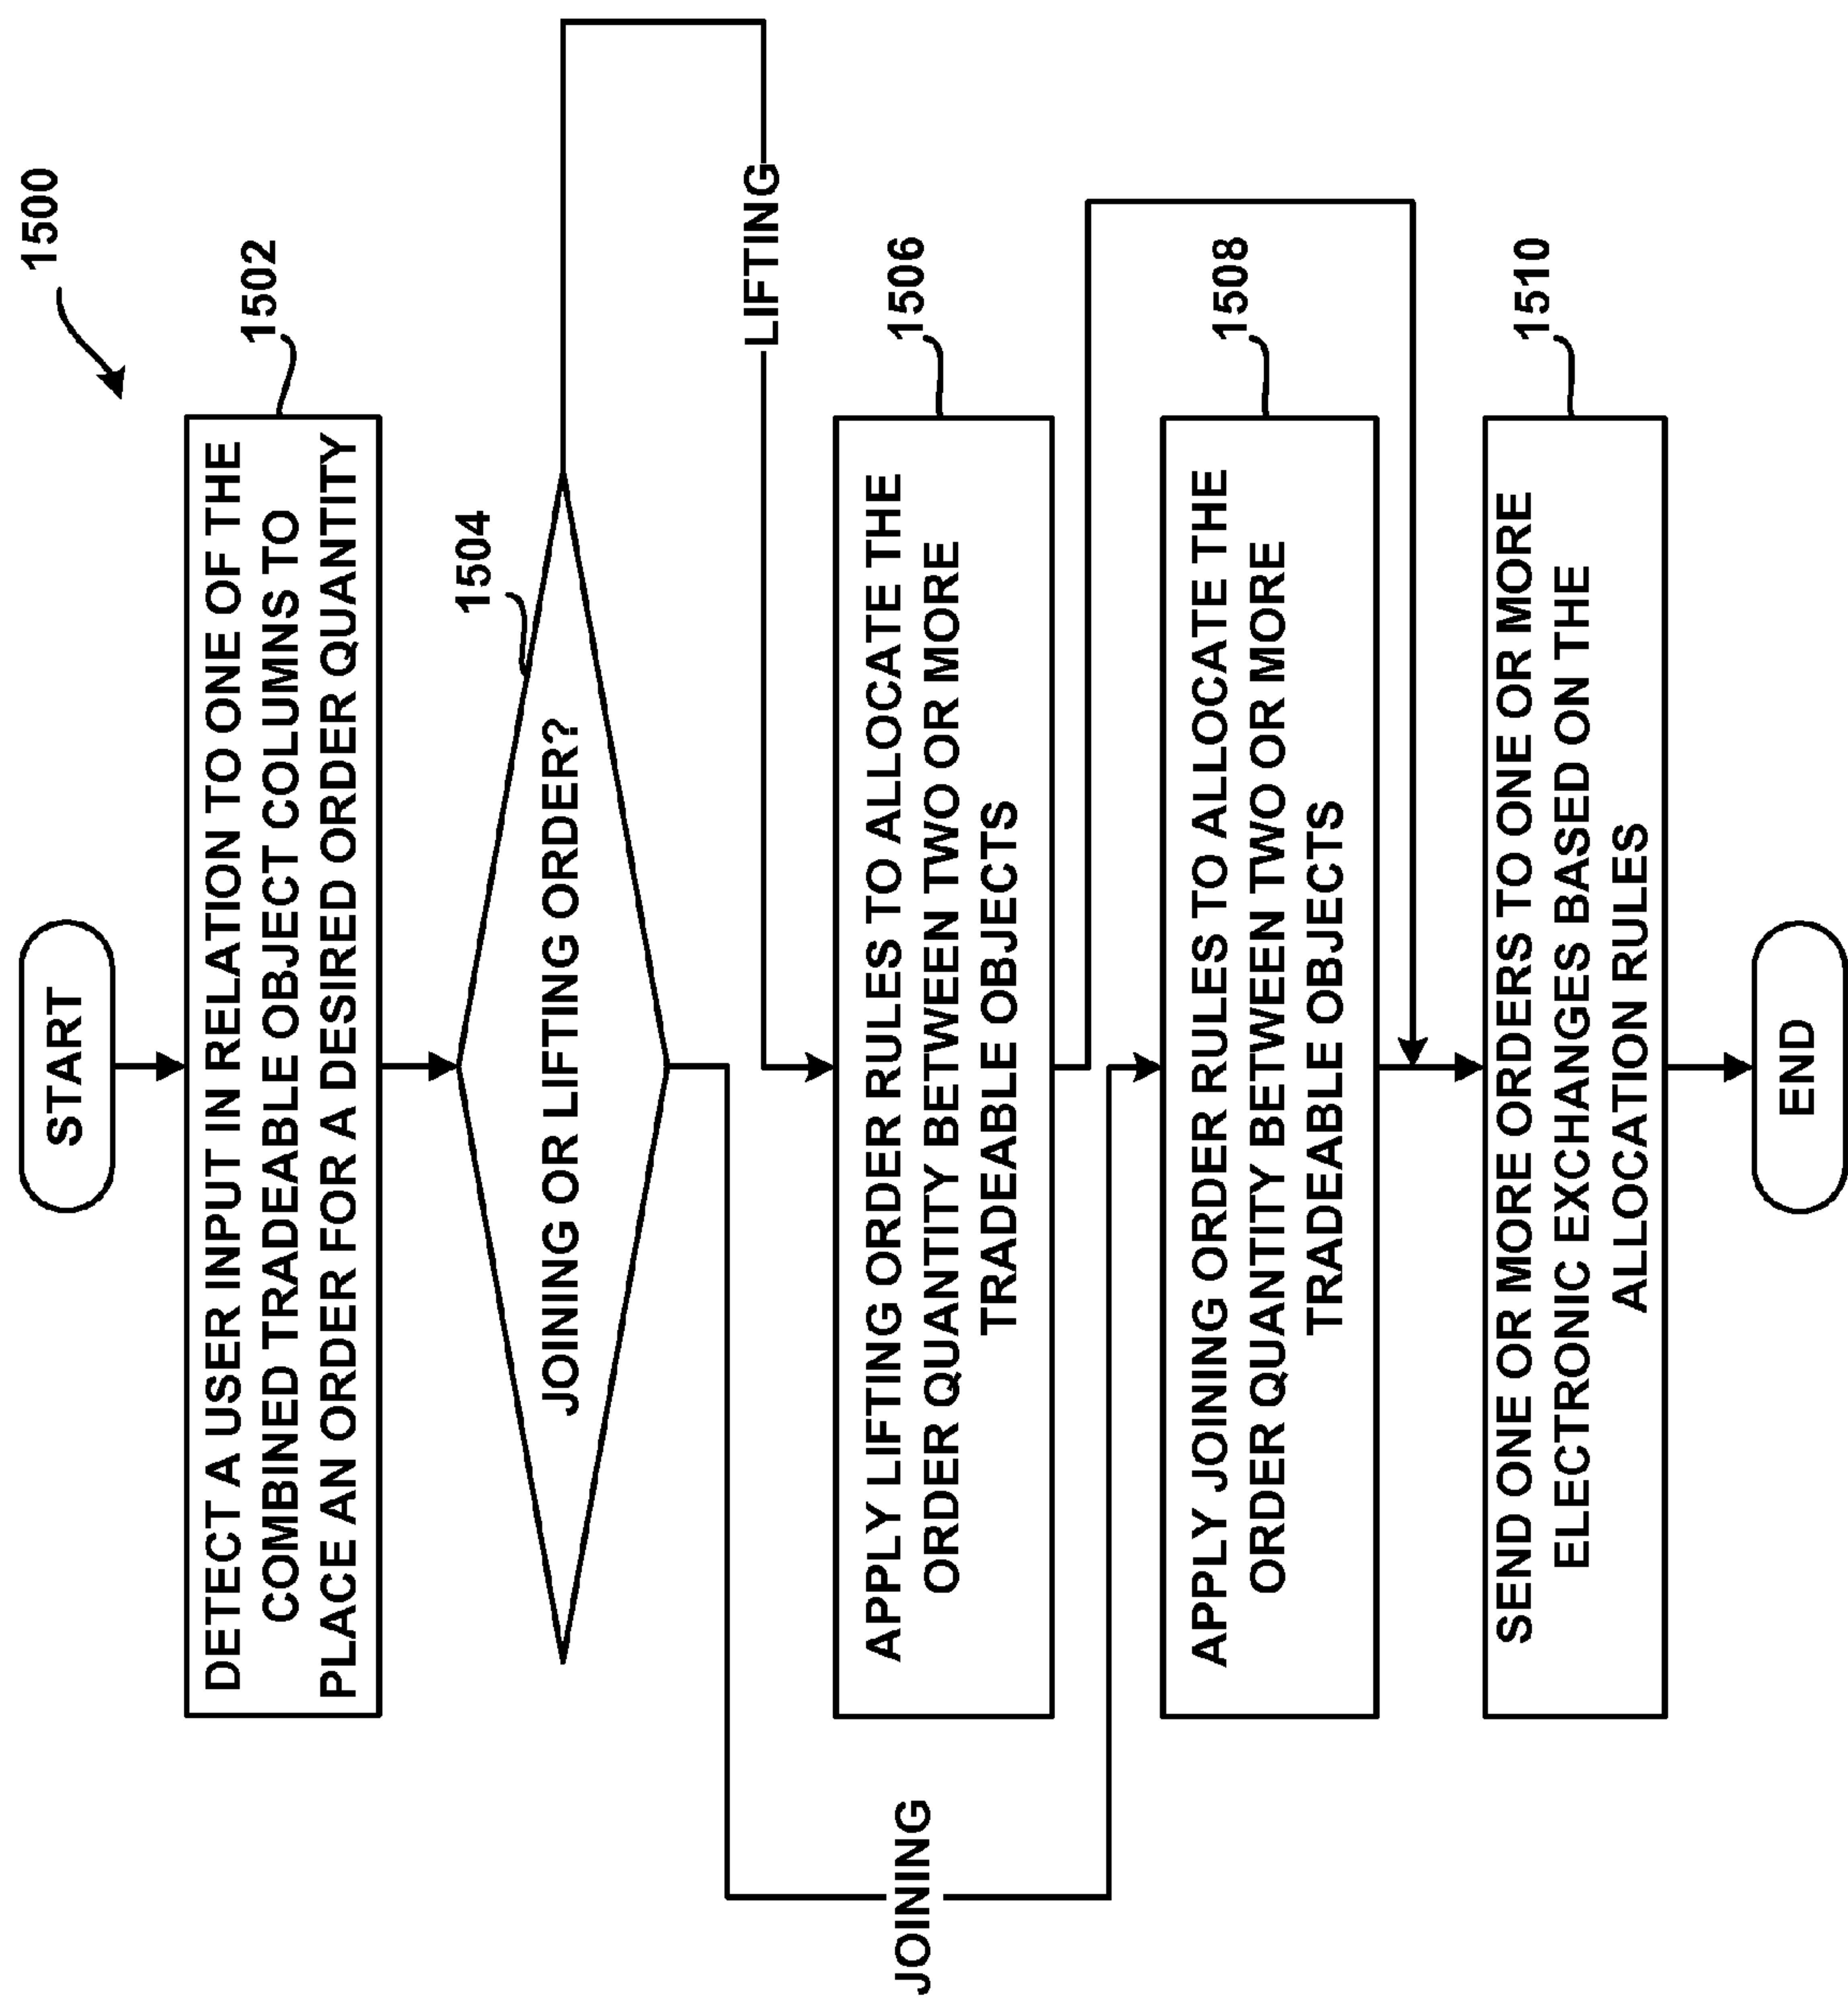 1500
START
1502
DETECT A USER INPUT IN RELATION TO ONE OF THE
COMBINED TRADEABLE OBJECT COLUMNS TO
PLACE AN ORDER FOR A DESIRED ORDER QUANTITY
1504
JOINING OR LIFTING ORDER?
LIFTING
1506
APPLY LIFTING ORDER RULES TO ALLOCATE THE
ORDER QUANTITY BETWEEN TWO OR MORE
TRADEABLE OBJECTS
JOINING
1508
APPLY JOINING ORDER RULES TO ALLOCATE THE
ORDER QUANTITY BETWEEN TWO OR MORE
TRADEABLE OBJECTS
1510
SEND ONE OR MORE ORDERS TO ONE OR MORE
ELECTRONIC EXCHANGES BASED ON THE
ALLOCATION RULES
END